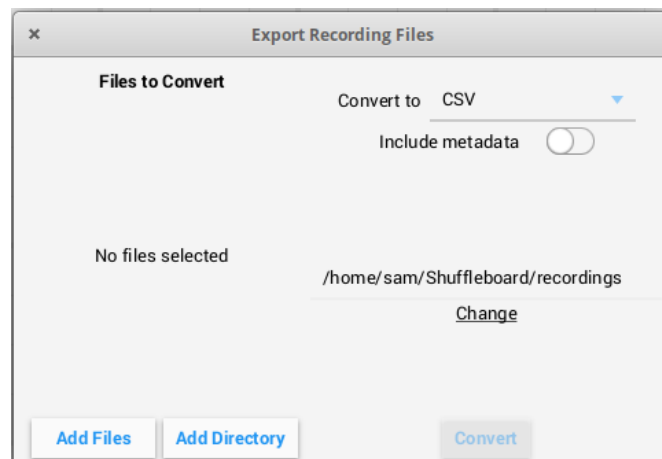 × Export Recording Files
Files to Convert
Convert to CSV
Include metadata
No files selected
/home/sam/Shuffleboard/recordings
Change
Add Files Add Directory Convert